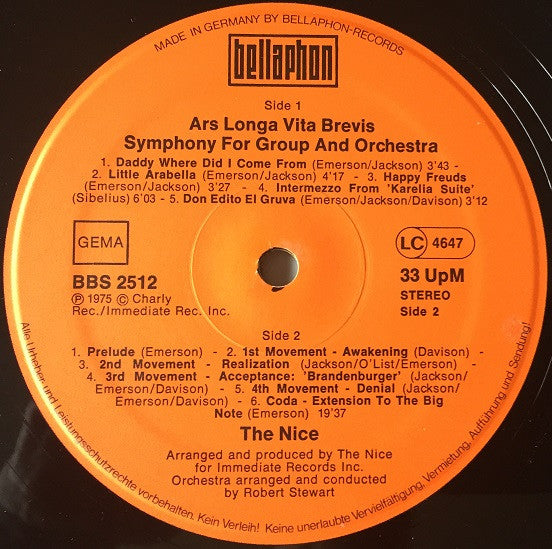 MADE IN GERMANY BY BELLAPHON-RECORDS
bellaphon
Side 1
Ars Longa Vita Brevis
Symphony For Group And Orchestra
1. Daddy Where Did I Come From (Emerson/Jackson) 3'43 -
2. Little Arabella (Emerson/Jackson) 4'17 - 3. Happy Freuds
(Emerson/Jackson) 3'27 - 4. Intermezzo From 'Karelia Suite'
(Sibelius) 6'03 - 5. Don Edito El Gruva (Emerson/Jackson/Davison) 3'12
GEMA
LC 4647
BBS 2512
33 UpM
℗ 1975 © Charly
STEREO
Rec./Immediate Rec. Inc.
Side 2
Side 2
1. Prelude (Emerson) - 2. 1st Movement - Awakening (Davison) -
3. 2nd Movement - Realization (Jackson/O'List/Emerson) -
4. 3rd Movement - Acceptance: 'Brandenburger' (Jackson/
Emerson/Davison) - 5. 4th Movement - Denial (Jackson/
Emerson/Davison) - 6. Coda - Extension To The Big
Note (Emerson) 19'37
The Nice
Arranged and produced by The Nice
for Immediate Records Inc.
Orchestra arranged and conducted
by Robert Stewart
Alle Urheber- und Leistungsschutzrechte vorbehalten. Kein Verleih! Keine unerlaubte Vervielfältigung, Vermietung, Aufführung und Sendung!